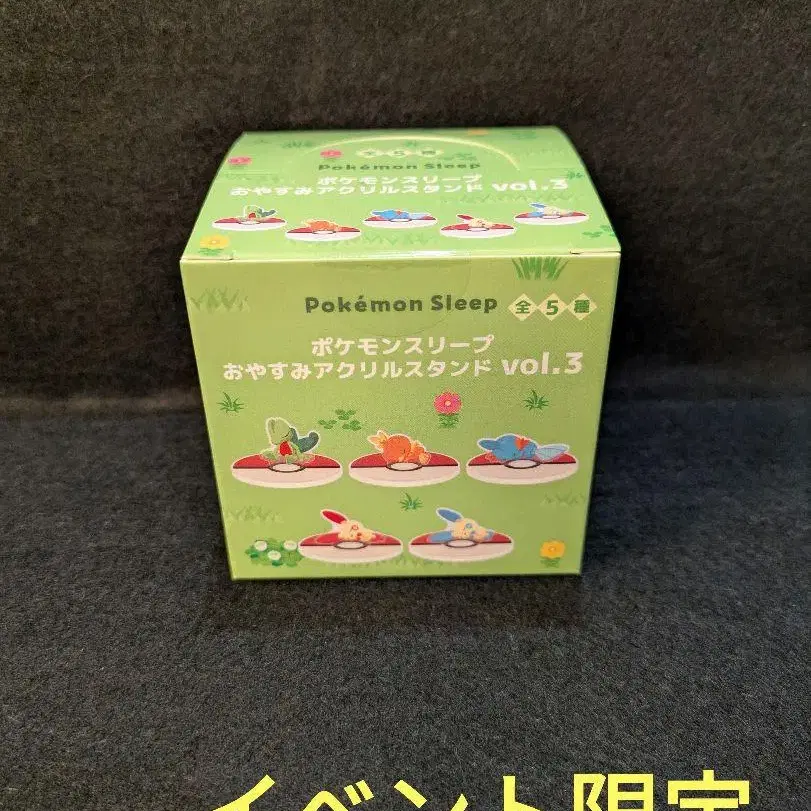 全5種
Pokémon Sleep
ポケモンスリープ
おやすみアクリルスタンド vol.3
Pokémon Sleep 全5種
ポケモンスリープ
おやすみアクリルスタンド vol.3
イベント限定